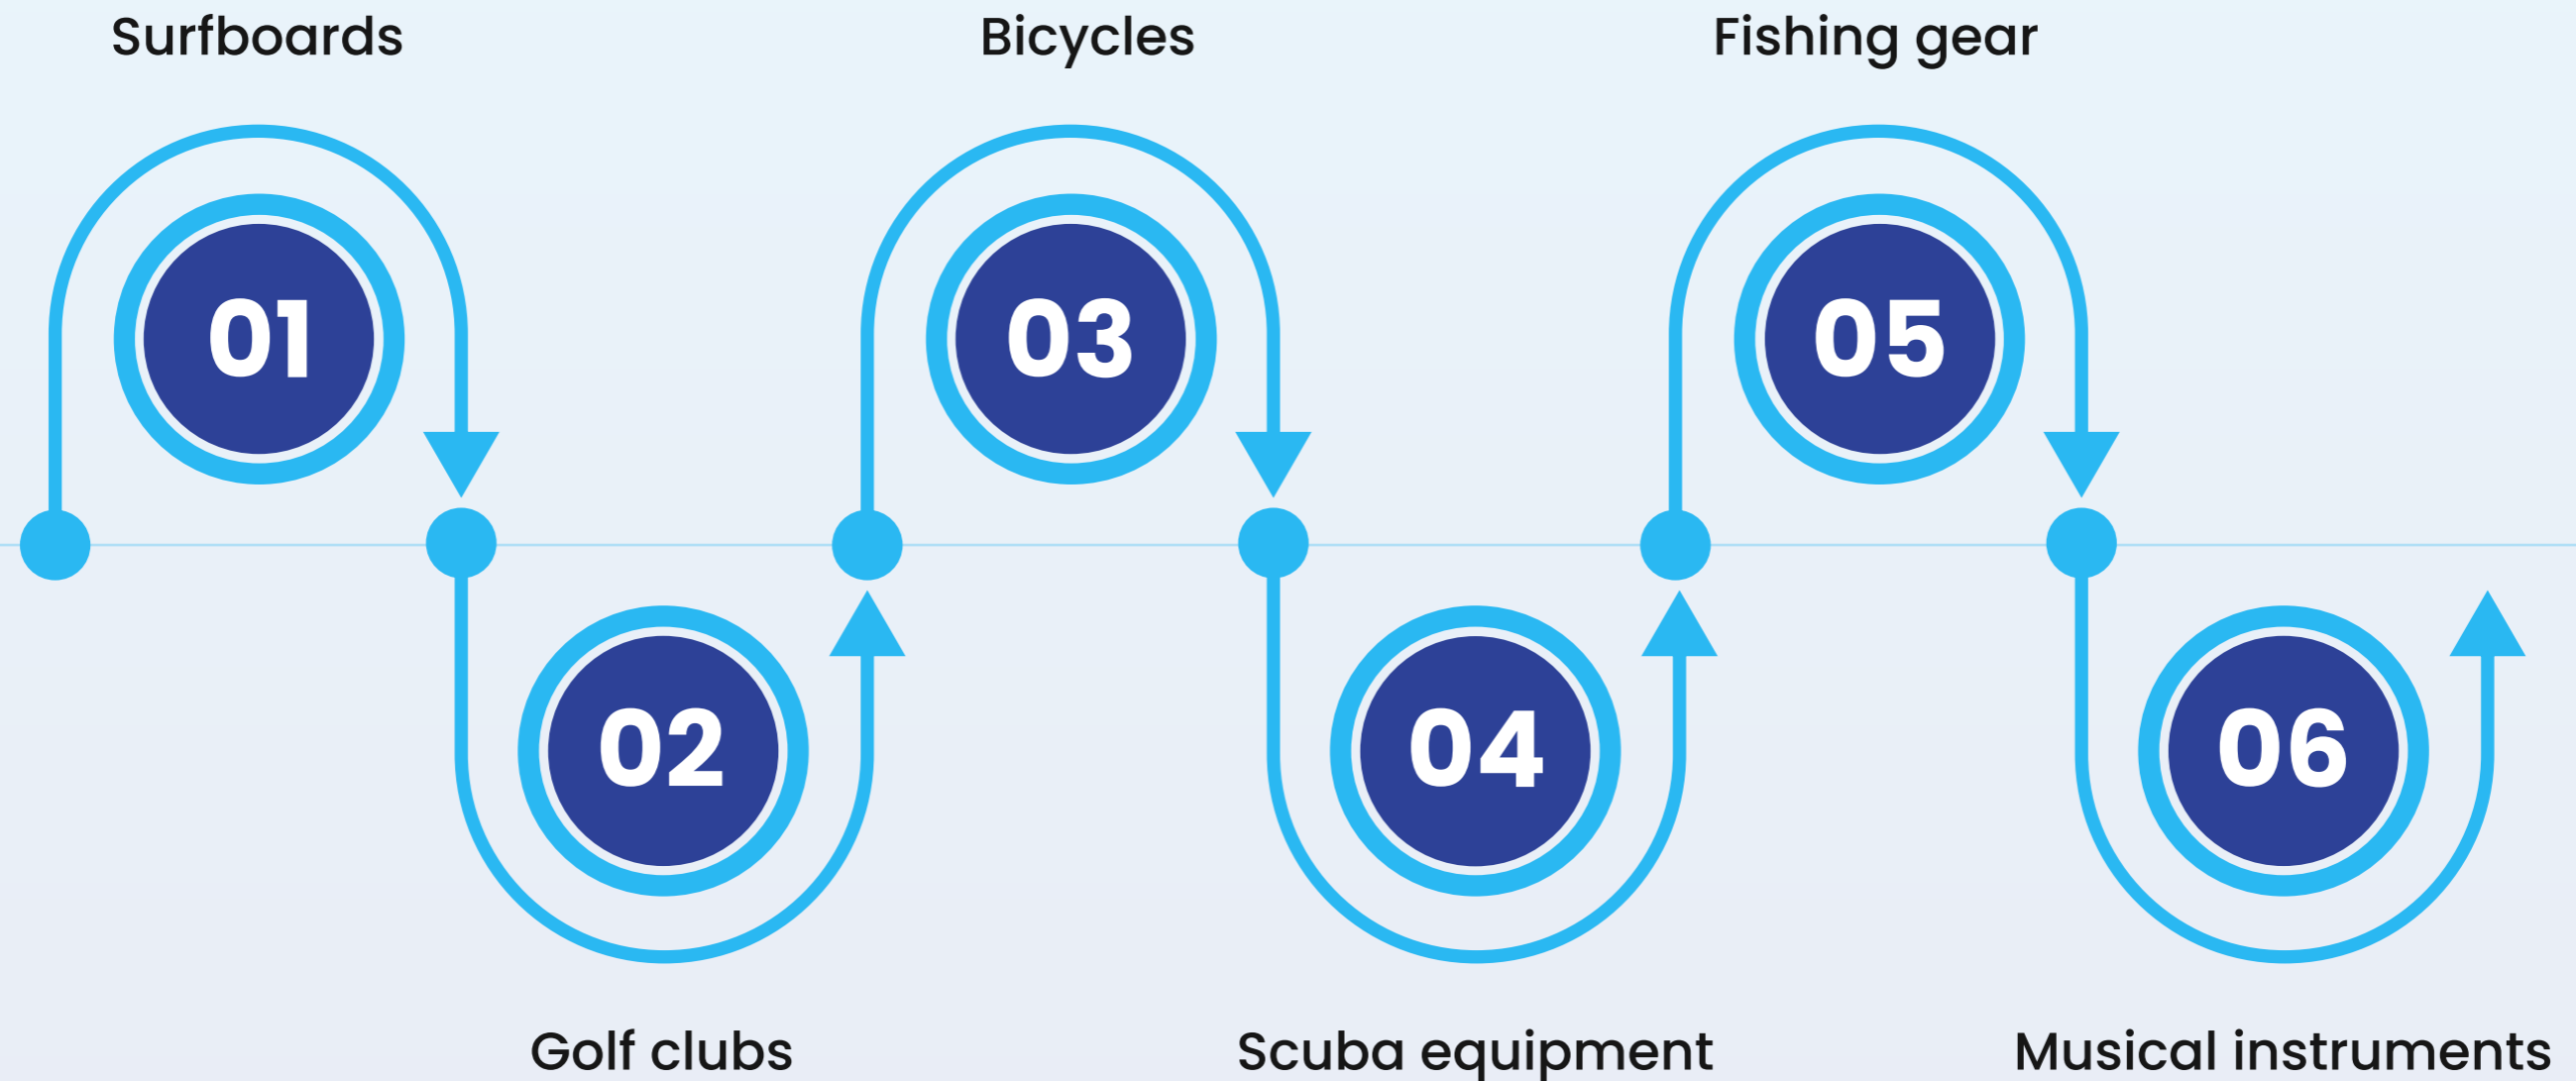 Surfboards
Bicycles
Fishing gear
01
03
05
02
04
06
Golf clubs
Scuba equipment
Musical instruments